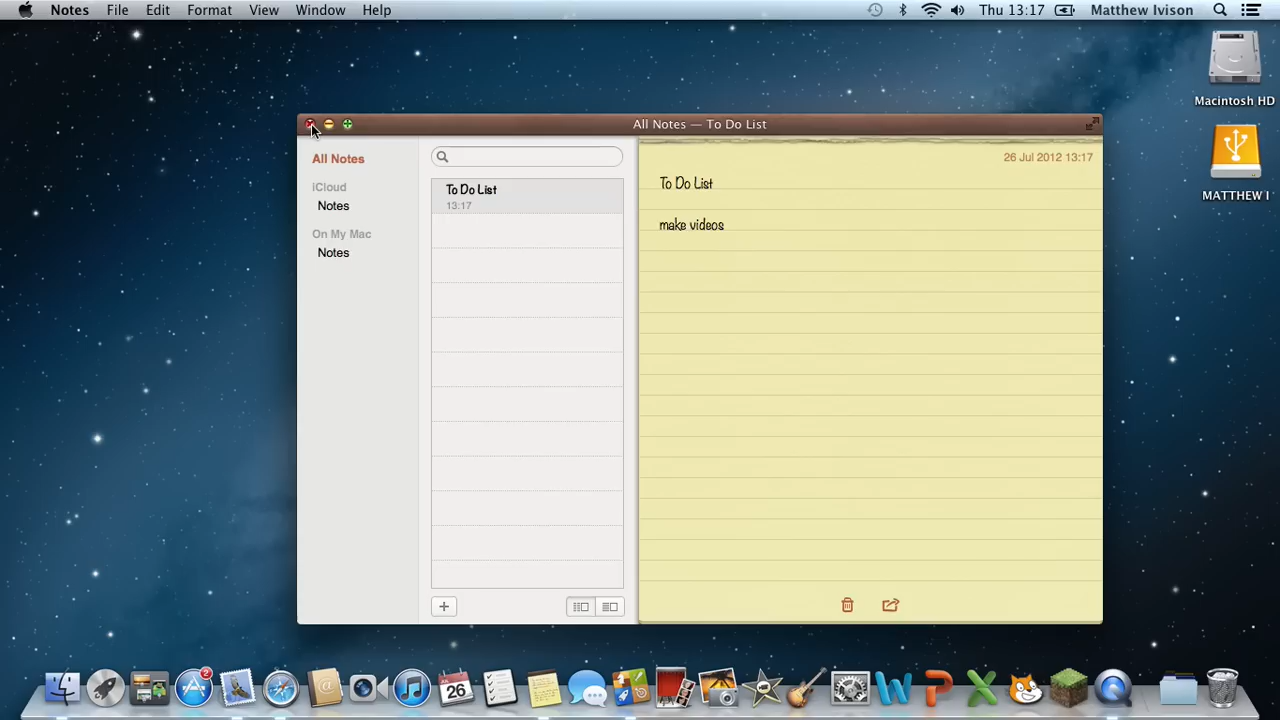 Notes File Edit Format View Window Help Thu 13:17 Matthew Ivison
Macintosh HD
MATTHEW I
All Notes — To Do List
All Notes
iCloud
Notes
On My Mac
Notes
To Do List
13:17
26 Jul 2012 13:17
To Do List
make videos
2
JUL
26